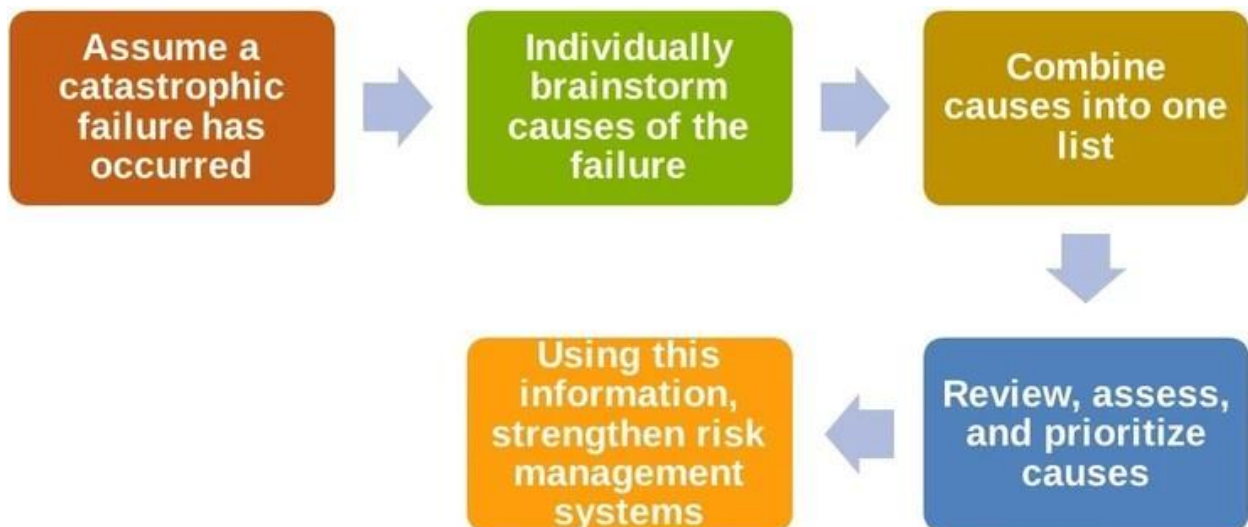 Assume a
catastrophic
failure has
occurred
Individually
brainstorm
causes of the
failure
Combine
causes into one
list
Review, assess,
and prioritize
causes
Using this
information,
strengthen risk
management
systems